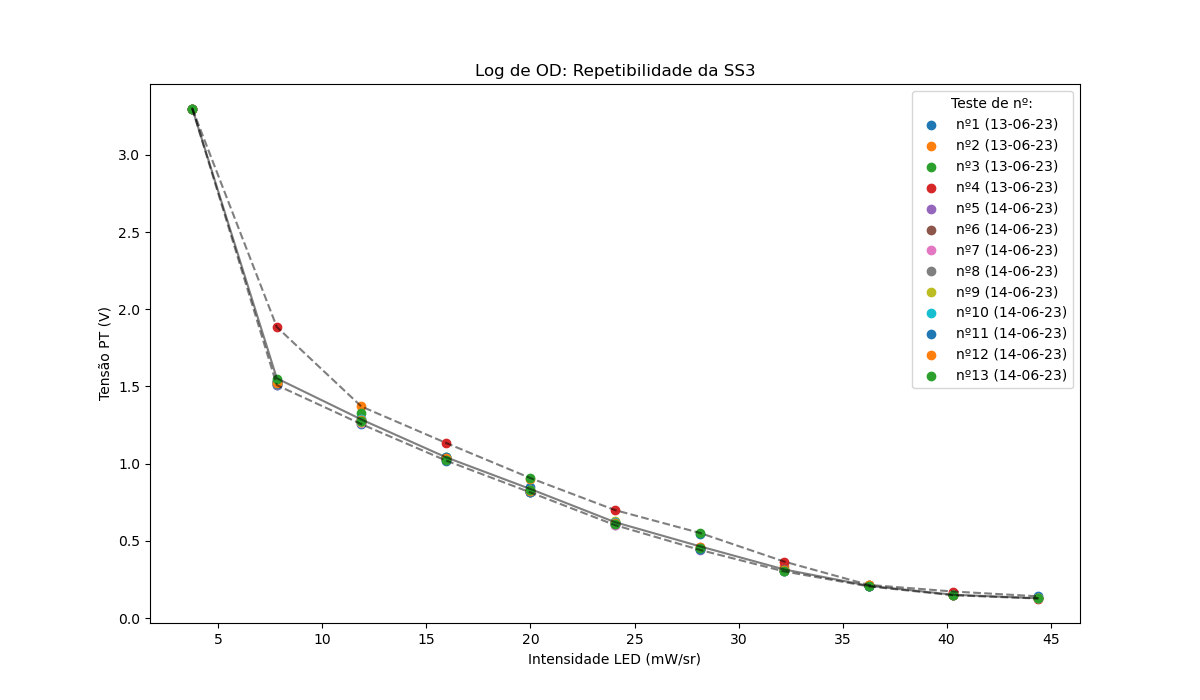 Log de OD: Repetibilidade da SS3
Tensão PT (V)
3.0
2.5
2.0
1.5
1.0
0.5
0.0
5 10 15 20 25 30 35 40 45
Intensidade LED (mW/sr)
Teste de nº:
nº1 (13-06-23)
nº2 (13-06-23)
nº3 (13-06-23)
nº4 (13-06-23)
nº5 (14-06-23)
nº6 (14-06-23)
nº7 (14-06-23)
nº8 (14-06-23)
nº9 (14-06-23)
nº10 (14-06-23)
nº11 (14-06-23)
nº12 (14-06-23)
nº13 (14-06-23)